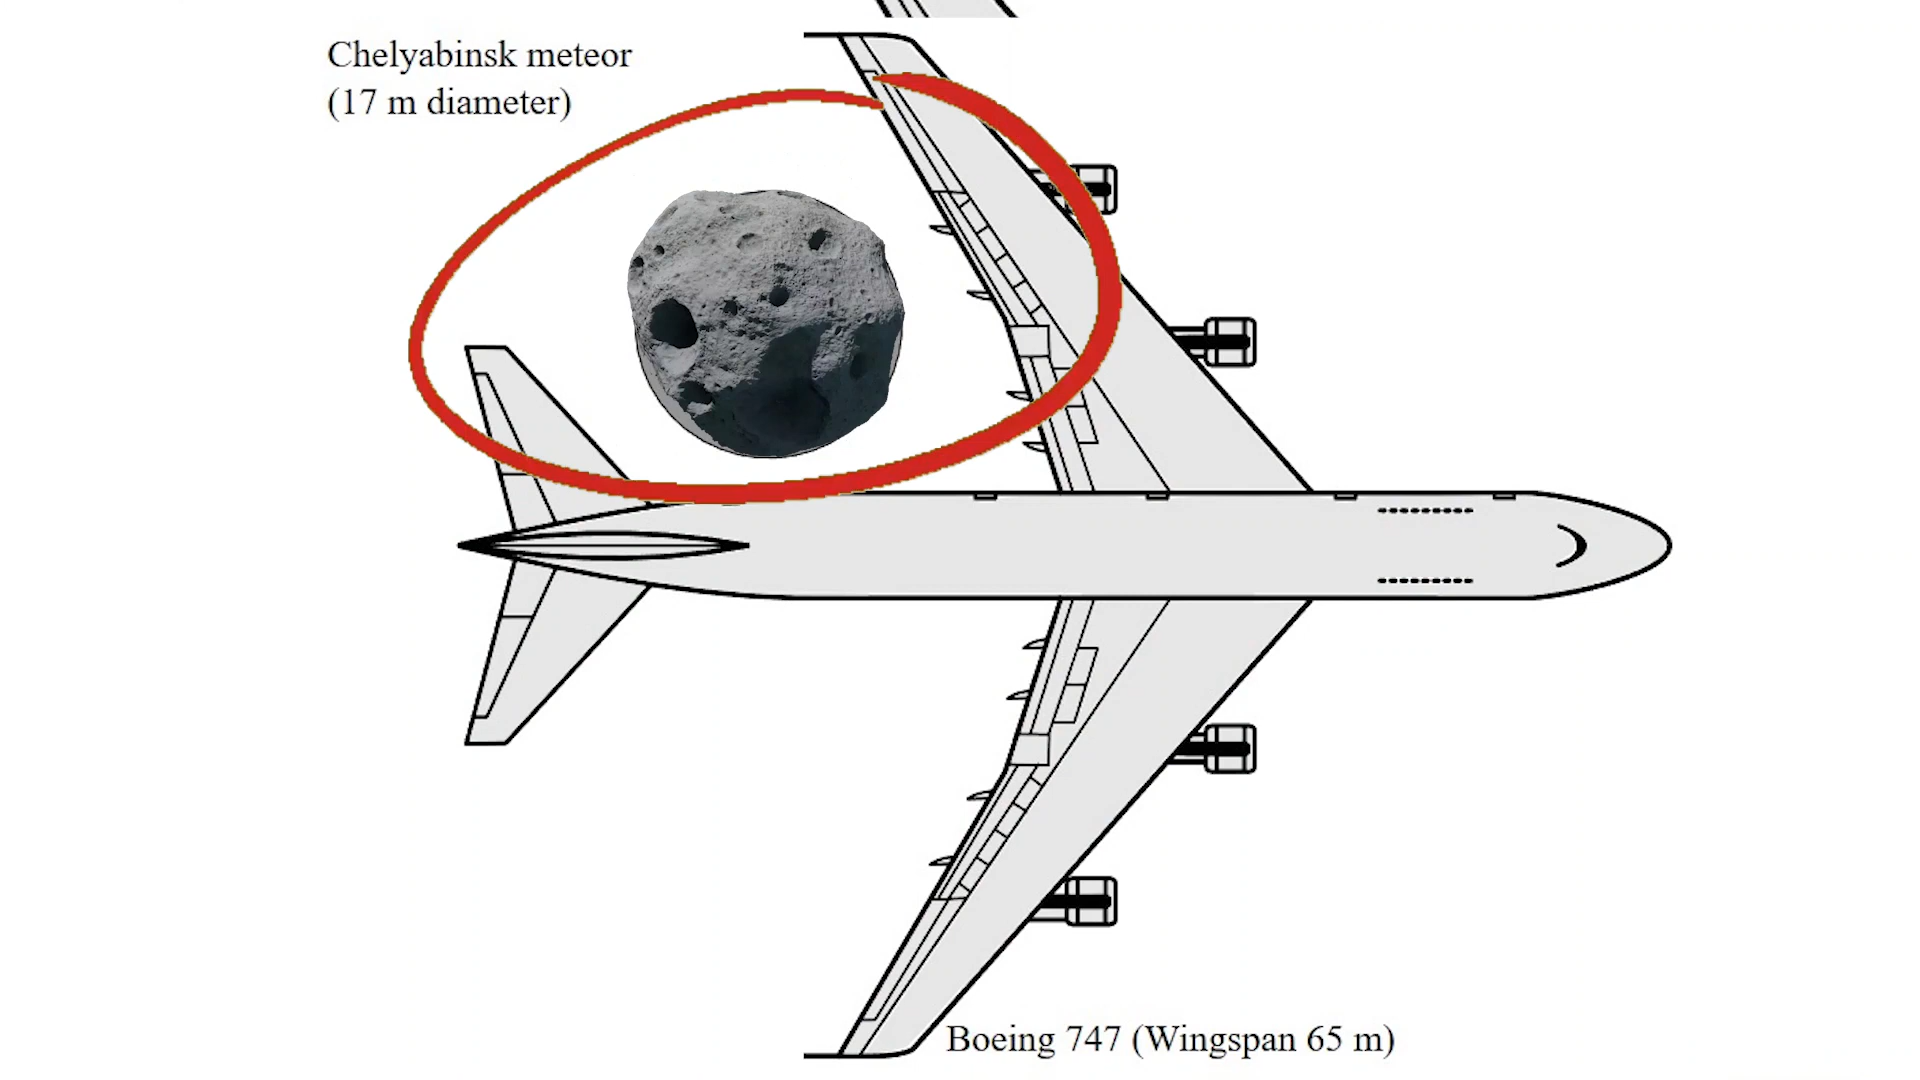 Chelyabinsk meteor
(17 m diameter)
Boeing 747 (Wingspan 65 m)